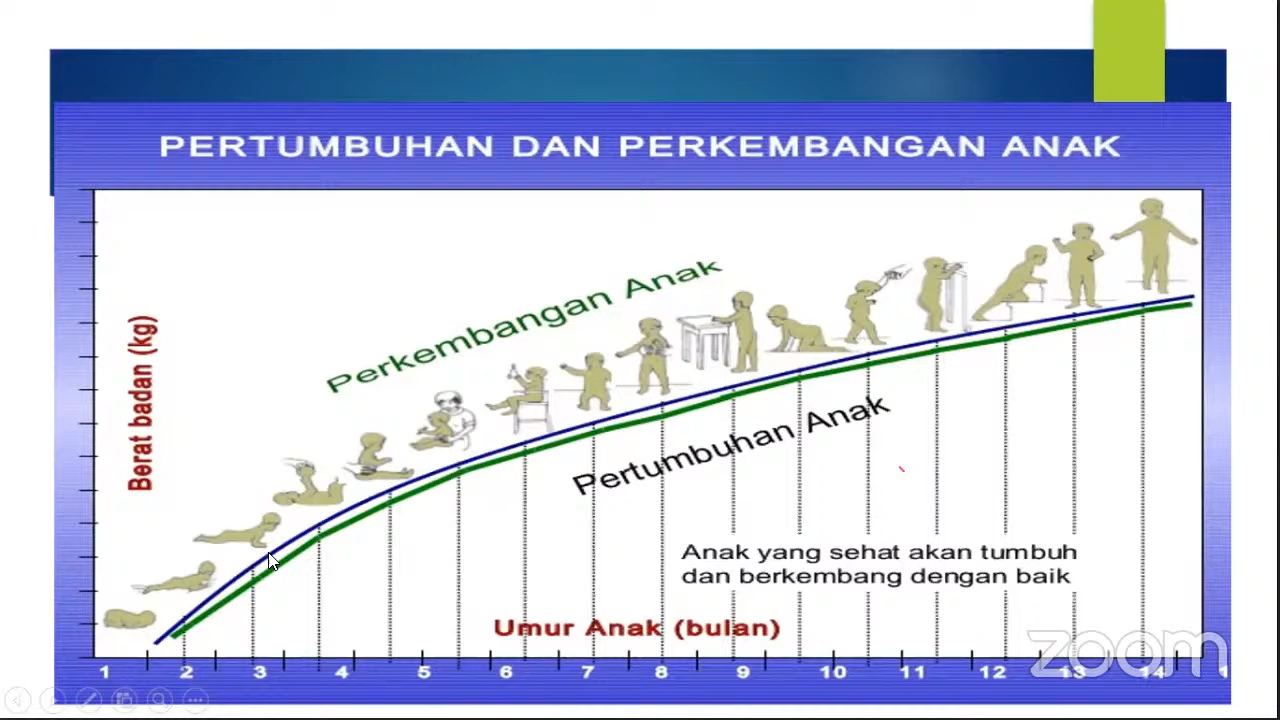 PERTUMBUHAN DAN PERKEMBANGAN ANAK
Perkembangan Anak
Berat badan (kg)
Pertumbuhan Anak
Anak yang sehat akan tumbuh
dan berkembang dengan baik
Umur Anak (bulan)
zoom
1 2 3 4 5 6 7 8 9 10 11 12 13 14